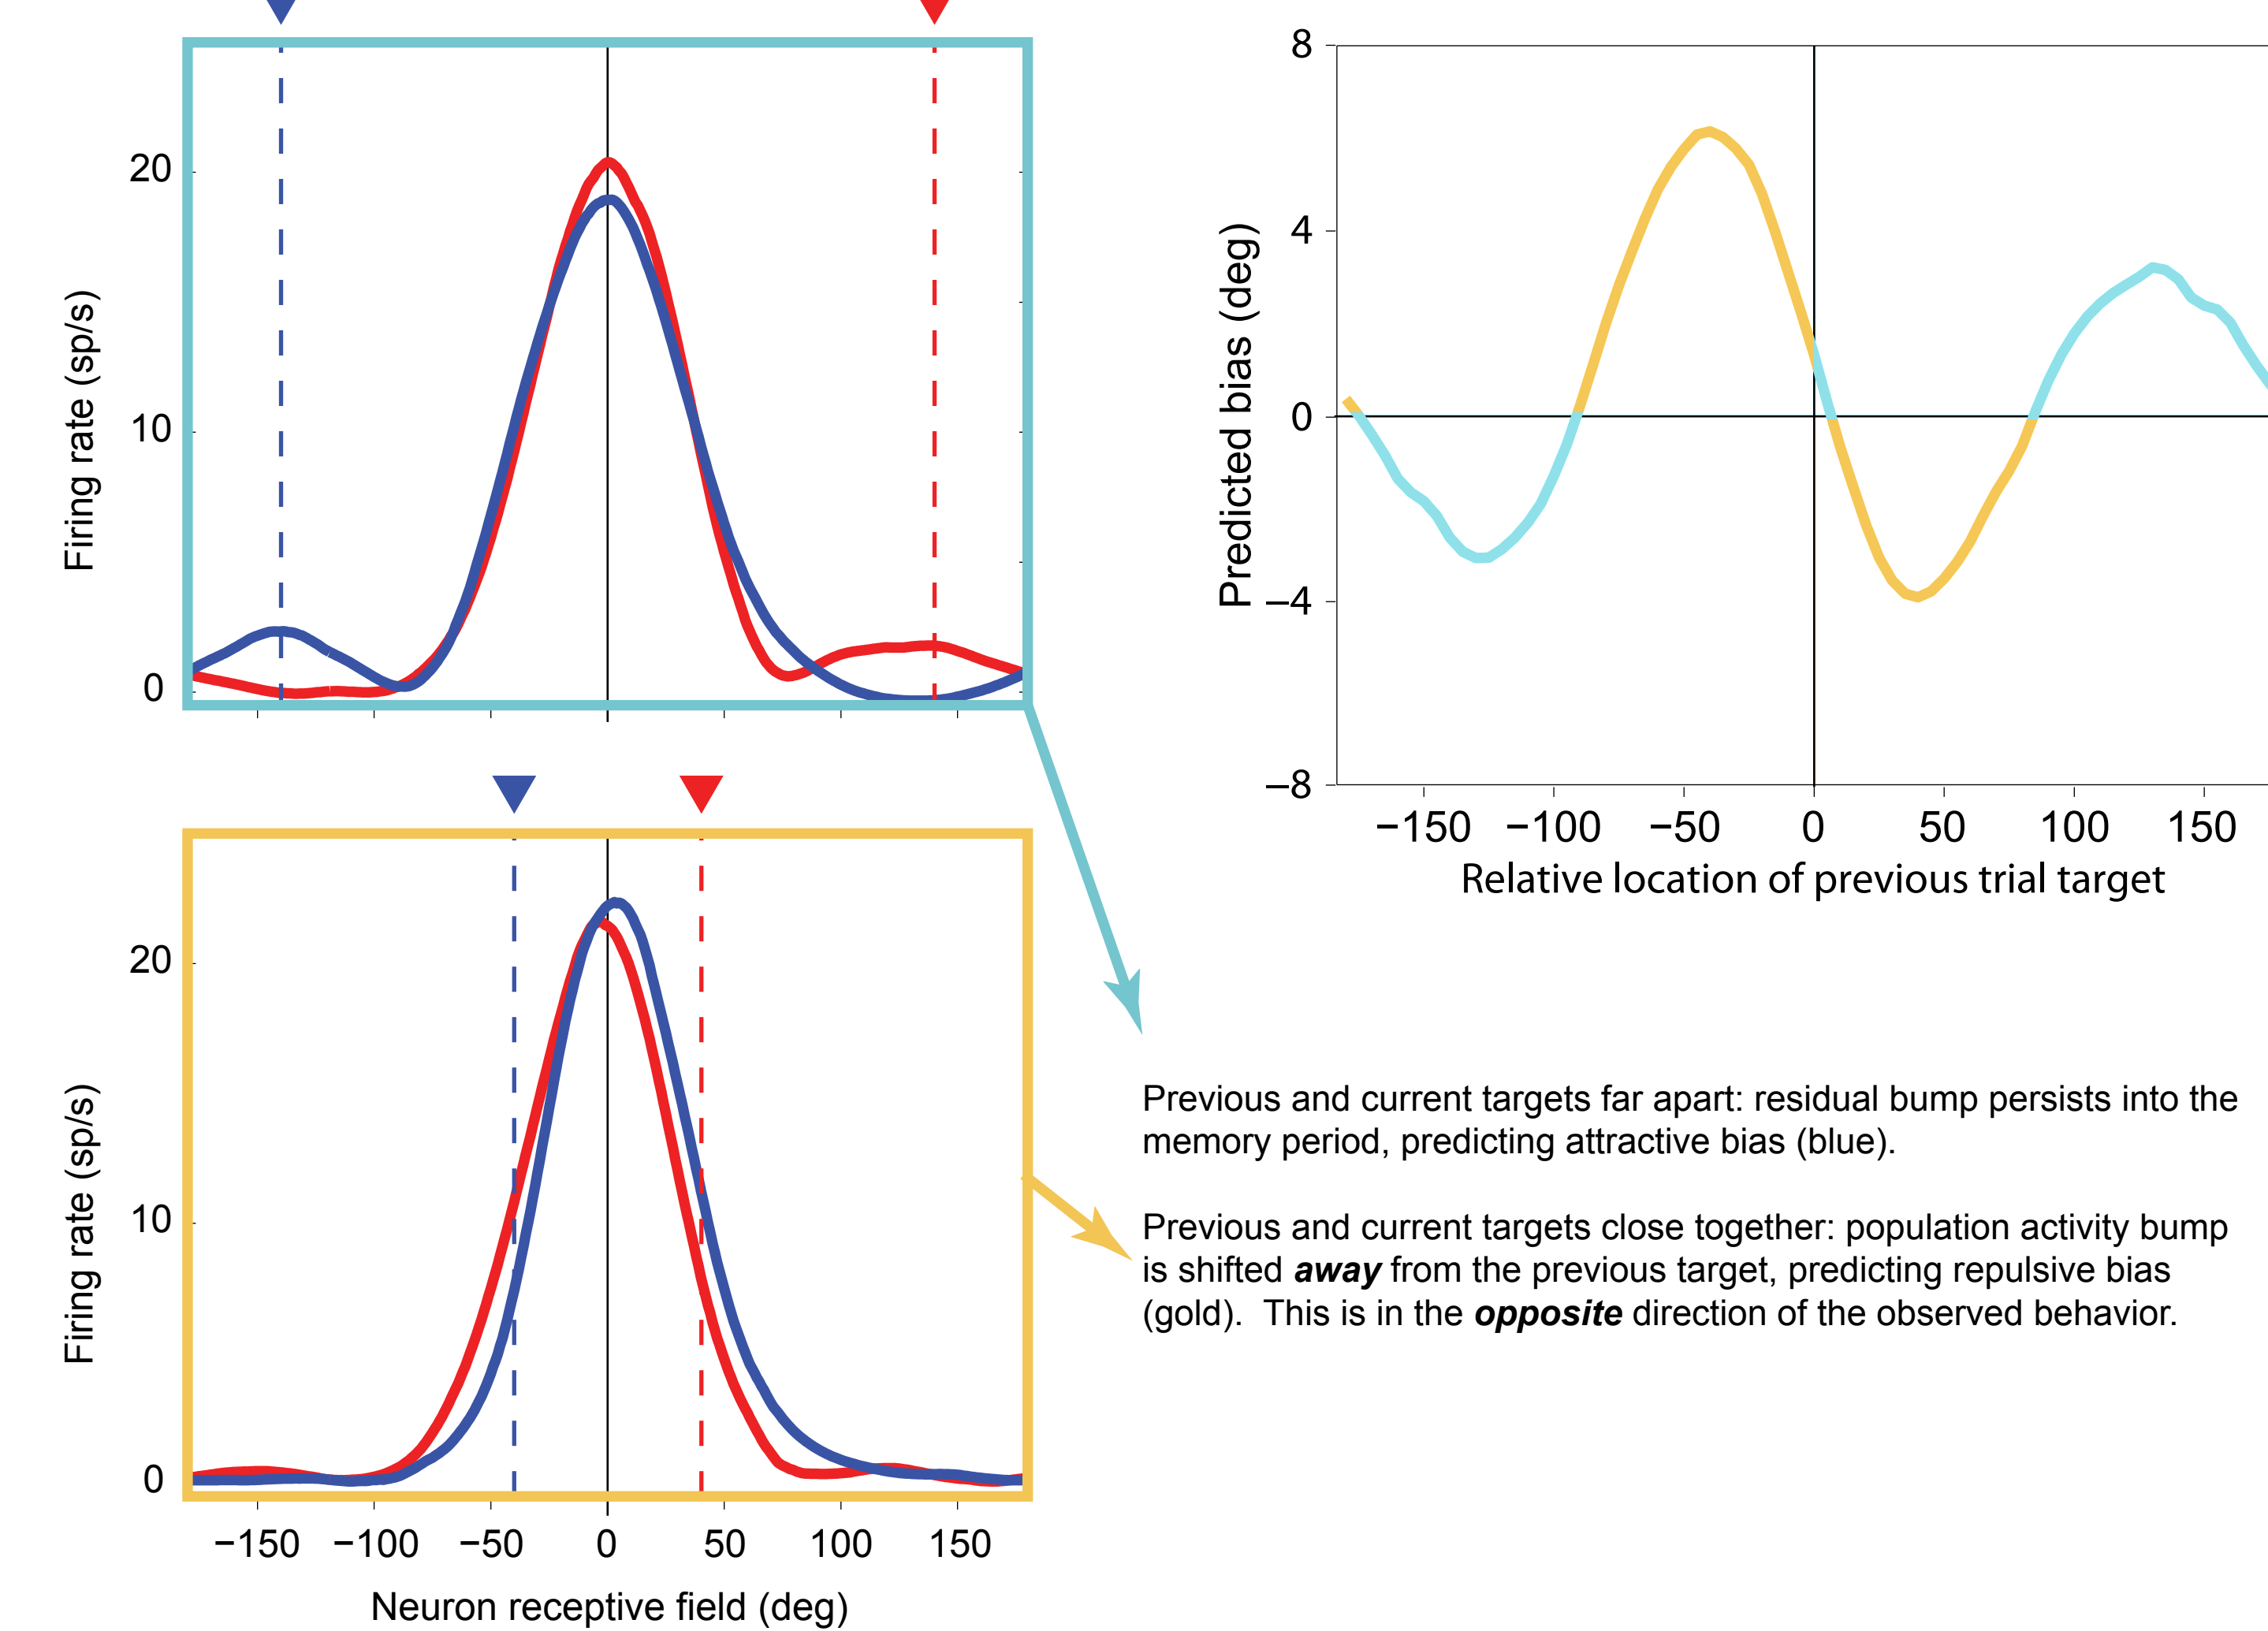 20
10
0
Firing rate (sp/s)
8
4
0
−4
−8
Predicted bias (deg)
−150 −100 −50 0 50 100 150
Relative location of previous trial target
20
10
0
Firing rate (sp/s)
−150 −100 −50 0 50 100 150
Neuron receptive field (deg)
Previous and current targets far apart: residual bump persists into the
memory period, predicting attractive bias (blue).
Previous and current targets close together: population activity bump
is shifted away from the previous target, predicting repulsive bias
(gold).  This is in the opposite direction of the observed behavior.